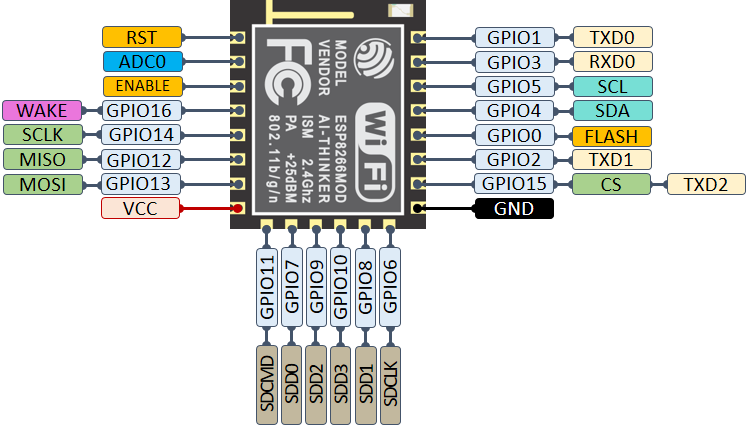 RST
ADC0
ENABLE
WAKE GPIO16
SCLK GPIO14
MISO GPIO12
MOSI GPIO13
VCC
FC
MODEL
VENDOR
ESP8266MOD
AI-THINKER
ISM 2.4GHz
PA +25dBM
802.11b/g/n
WiFi
GPIO1 TXD0
GPIO3 RXD0
GPIO5 SCL
GPIO4 SDA
GPIO0 FLASH
GPIO2 TXD1
GPIO15 CS TXD2
GND
GPIO11 SDCMD
GPIO7 SDD0
GPIO9 SDD2
GPIO10 SDD3
GPIO8 SDD1
GPIO6 SDCLK